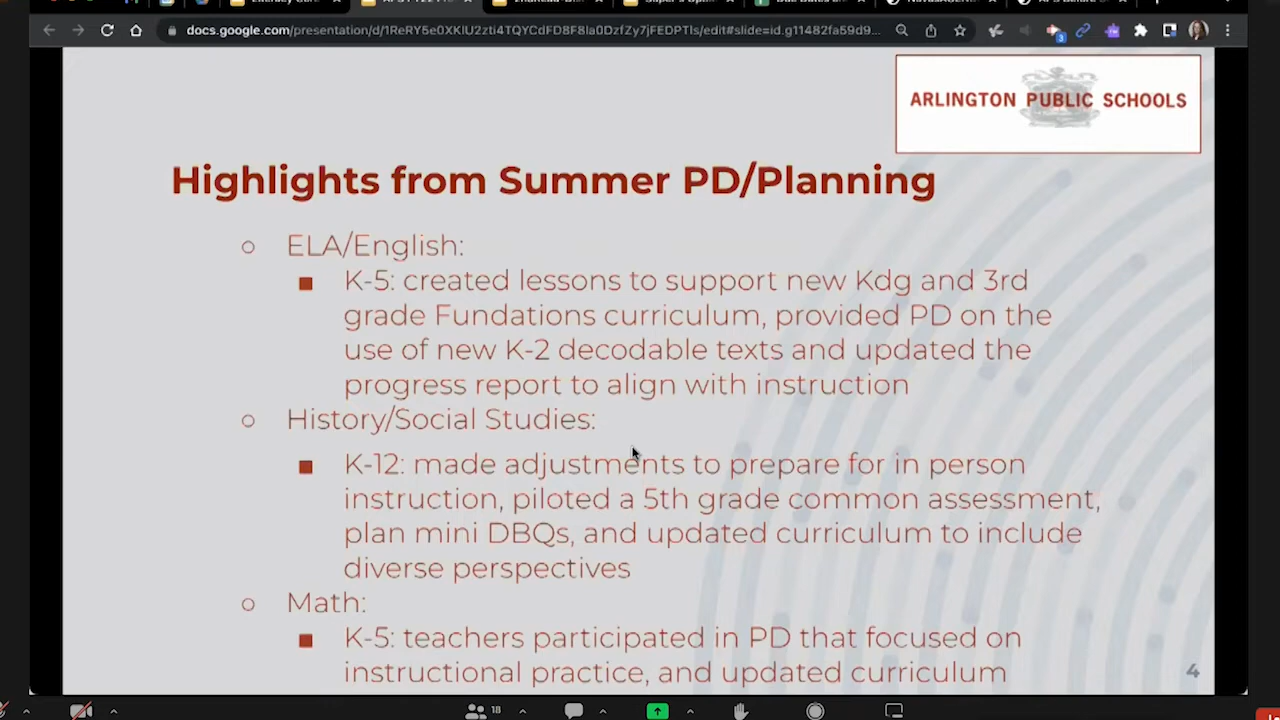 docs.google.com/presentation/d/1ReRY5e0XKIU2zti4TQYCdFD8F8la0DzfZy7jFEDPTls/edit#slide=id.g11482fa59d9...
3
ARLINGTON PUBLIC SCHOOLS
Highlights from Summer PD/Planning
ELA/English:
K-5: created lessons to support new Kdg and 3rd
grade Fundations curriculum, provided PD on the
use of new K-2 decodable texts and updated the
progress report to align with instruction
History/Social Studies:
K-12: made adjustments to prepare for in person
instruction, piloted a 5th grade common assessment,
plan mini DBQs, and updated curriculum to include
diverse perspectives
Math:
K-5: teachers participated in PD that focused on
instructional practice, and updated curriculum
4
18